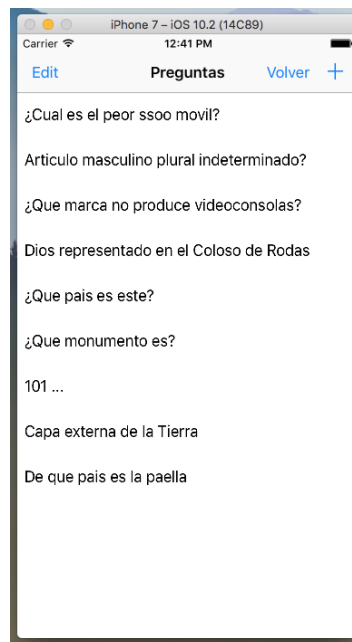 iPhone 7 – iOS 10.2 (14C89)
Carrier 12:41 PM
Edit Preguntas Volver +
¿Cual es el peor ssoo movil?
Articulo masculino plural indeterminado?
¿Que marca no produce videoconsolas?
Dios representado en el Coloso de Rodas
¿Que pais es este?
¿Que monumento es?
101 ...
Capa externa de la Tierra
De que pais es la paella